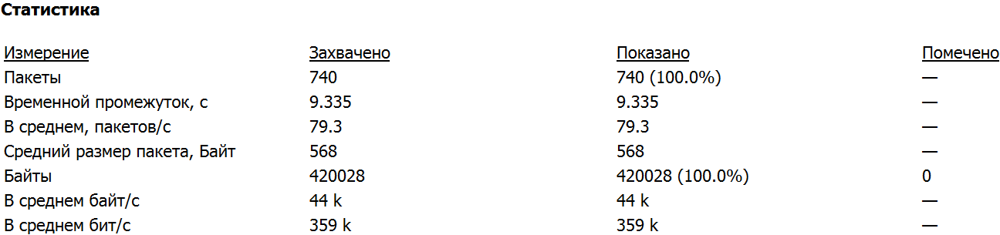 Статистика
Измерение Захвачено Показано Помечено
Пакеты 740 740 (100.0%) —
Временной промежуток, с 9.335 9.335 —
В среднем, пакетов/с 79.3 79.3 —
Средний размер пакета, Байт 568 568 —
Байты 420028 420028 (100.0%) 0
В среднем байт/с 44 k 44 k —
В среднем бит/с 359 k 359 k —